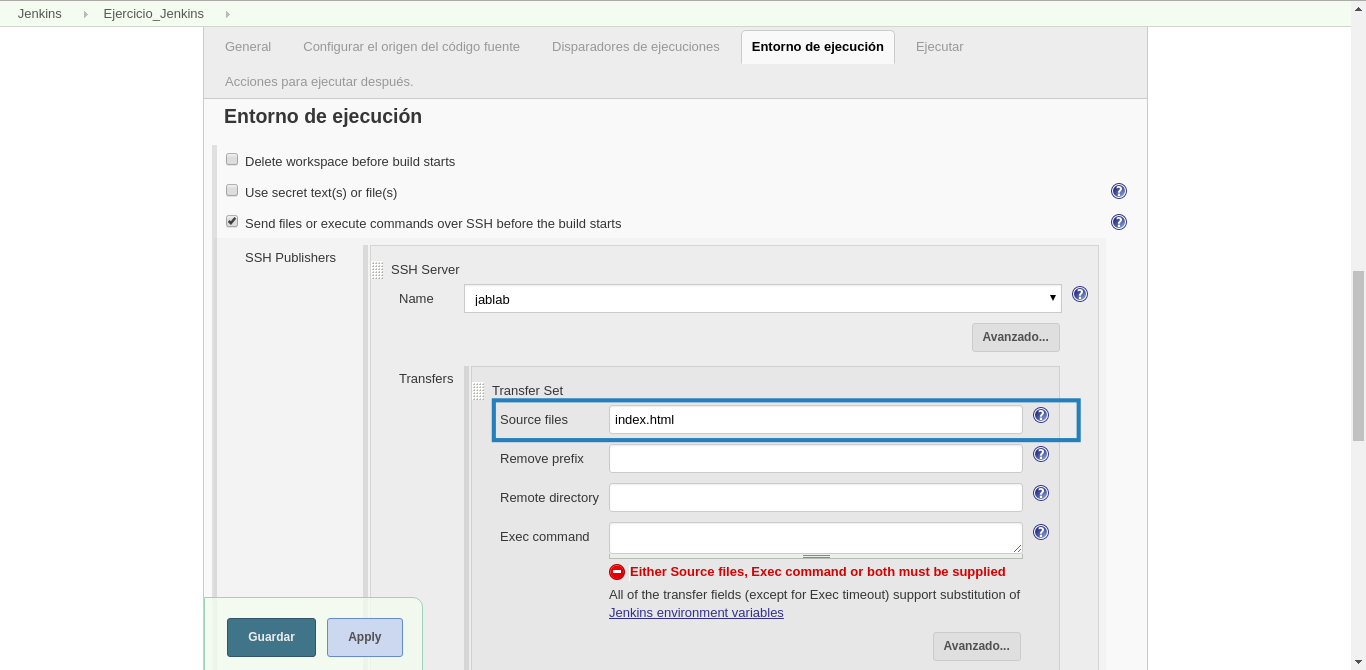 Jenkins Ejercicio_Jenkins
General Configurar el origen del código fuente Disparadores de ejecuciones Entorno de ejecución Ejecutar
Acciones para ejecutar después.
Entorno de ejecución
Delete workspace before build starts
Use secret text(s) or file(s)
Send files or execute commands over SSH before the build starts
SSH Publishers
SSH Server
Name jablab
Avanzado...
Transfers
Transfer Set
Source files index.html
Remove prefix
Remote directory
Exec command
Either Source files, Exec command or both must be supplied
All of the transfer fields (except for Exec timeout) support substitution of
Jenkins environment variables
Guardar Apply
Avanzado...